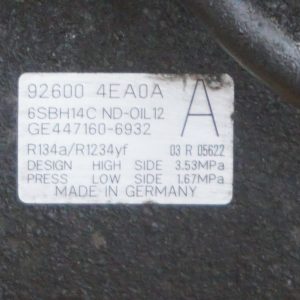 92600 4EA0A
A
6SBH14C ND-OIL12
GE447160-6932
R134a/R1234yf 03 R 05622
DESIGN HIGH SIDE 3.53MPa
PRESS LOW SIDE 1.67MPa
MADE IN GERMANY